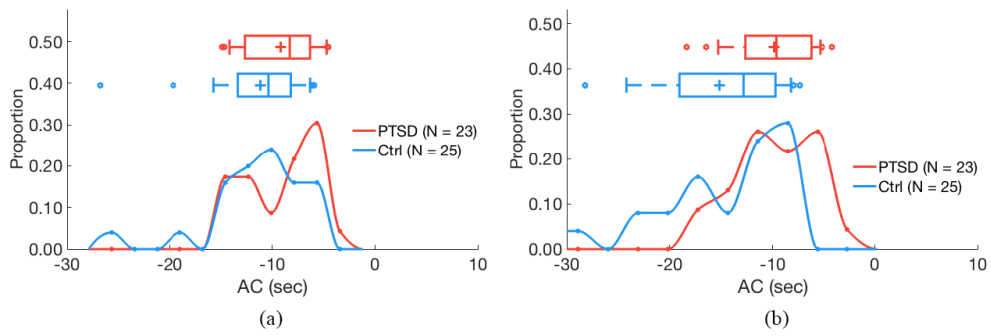 0.50
0.40
0.30
0.20
0.10
0.00
Proportion
PTSD (N = 23)
Ctrl (N = 25)
-30
-20
-10
0
10
AC (sec)
(a)
0.50
0.40
0.30
0.20
0.10
0.00
Proportion
PTSD (N = 23)
Ctrl (N = 25)
-30
-20
-10
0
10
AC (sec)
(b)